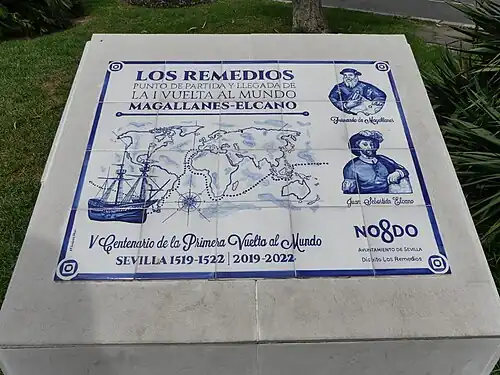 LOS REMEDIOS
PUNTO DE PARTIDA Y LLEGADA DE
LA I VUELTA AL MUNDO
MAGALLANES-ELCANO
Fernando de Magallanes
Juan Sebastián Elcano
V Centenario de la Primera Vuelta al Mundo
SEVILLA 1519-1522 | 2019-2022
NO8DO
AYUNTAMIENTO DE SEVILLA
Distrito Los Remedios